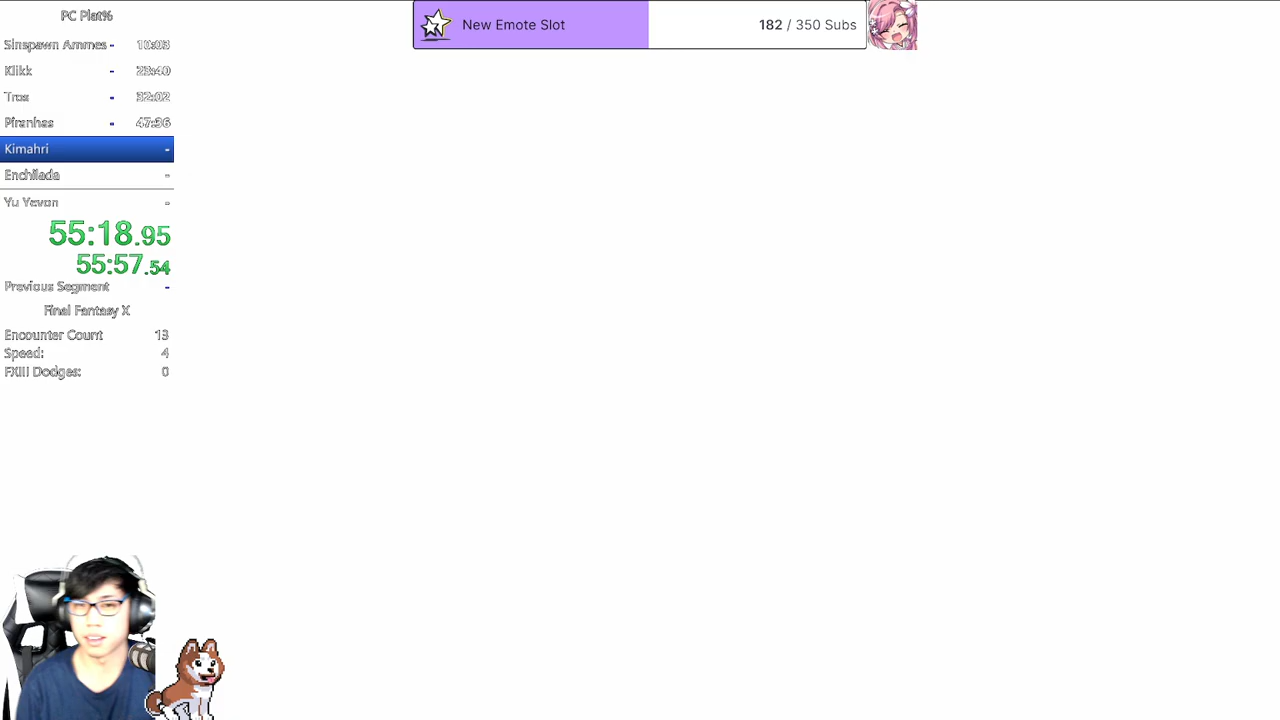 PC Plat%
New Emote Slot 182 / 350 Subs
Sinspawn Ammes - 10:03
Klikk - 23:40
Tros - 32:02
Piranhas - 47:36
Kimahri -
Enchilada -
Yu Yevon -
55:18.95
55:57.54
Previous Segment -
Final Fantasy X
Encounter Count 13
Speed: 4
FXIII Dodges: 0